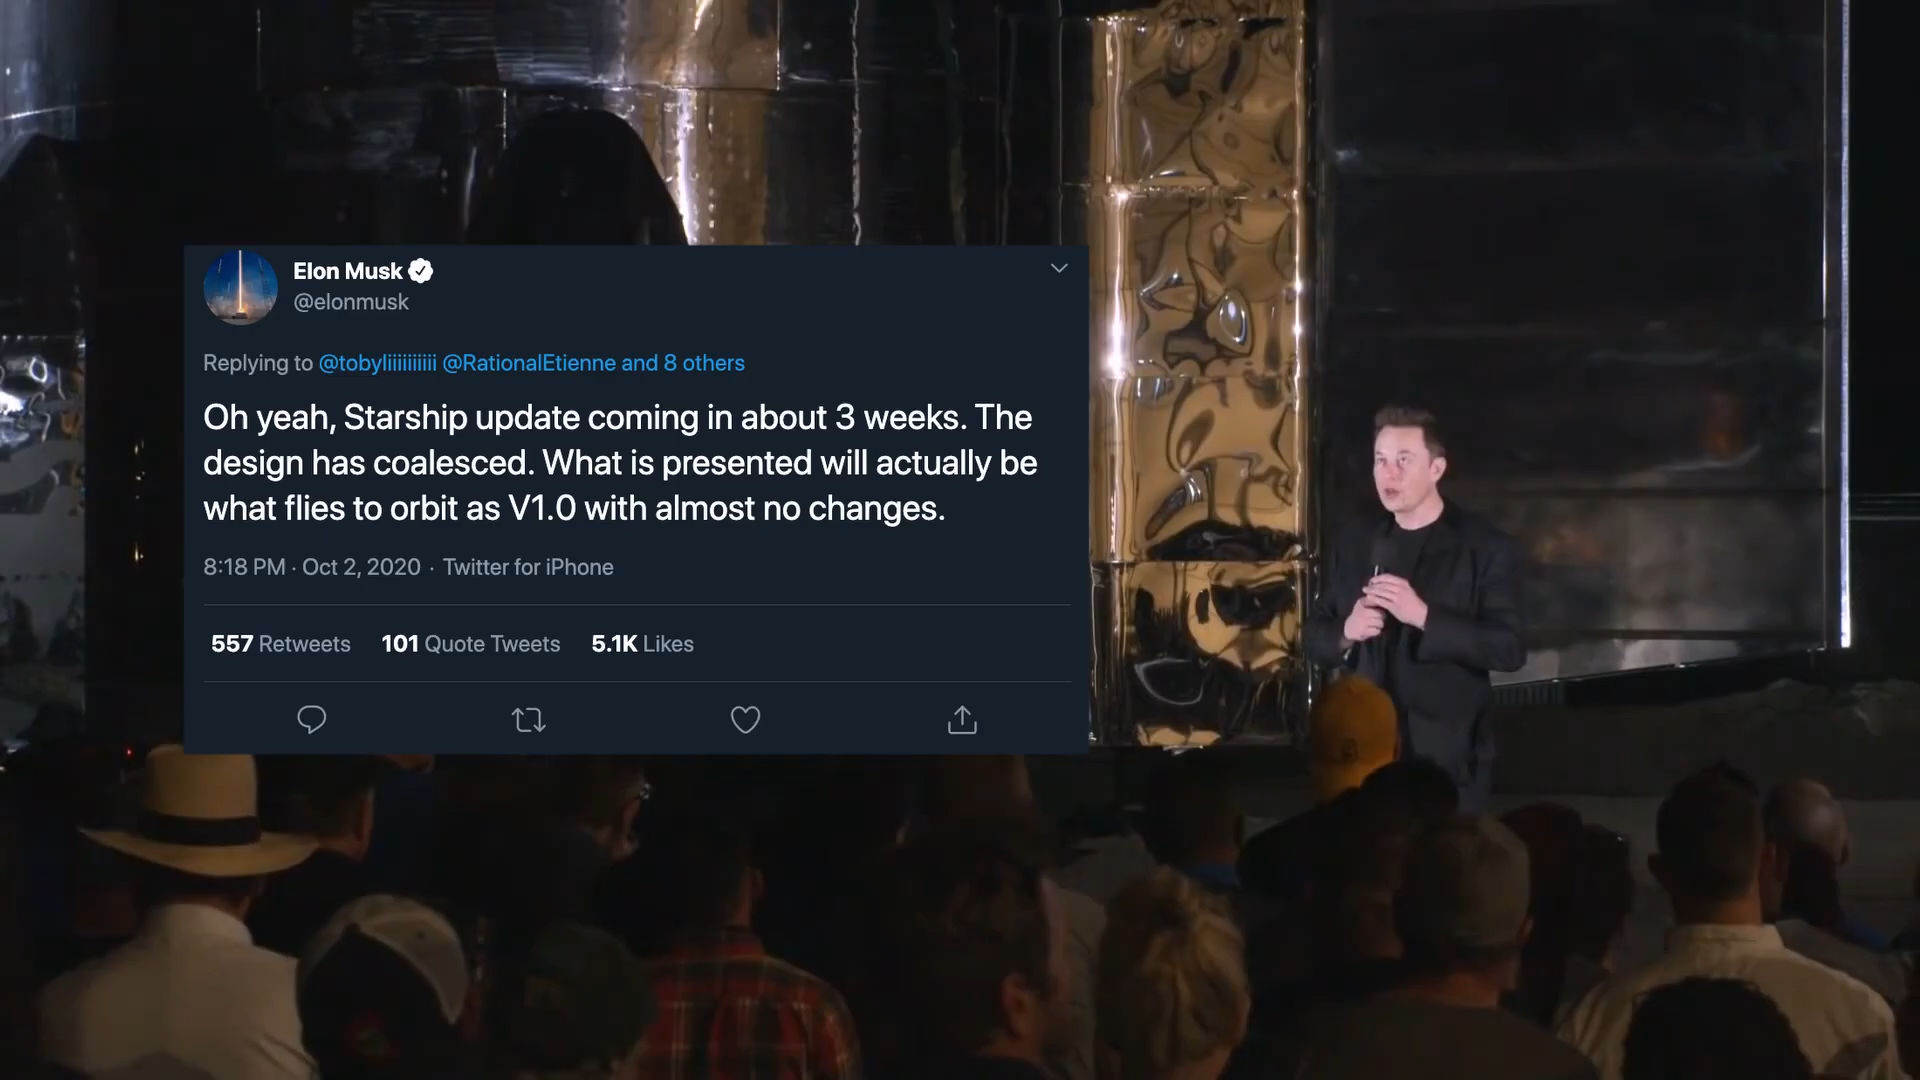 Elon Musk
@elonmusk
Replying to @tobyliiiiiiiiii @RationalEtienne and 8 others
Oh yeah, Starship update coming in about 3 weeks. The
design has coalesced. What is presented will actually be
what flies to orbit as V1.0 with almost no changes.
8:18 PM · Oct 2, 2020 · Twitter for iPhone
557 Retweets 101 Quote Tweets 5.1K Likes